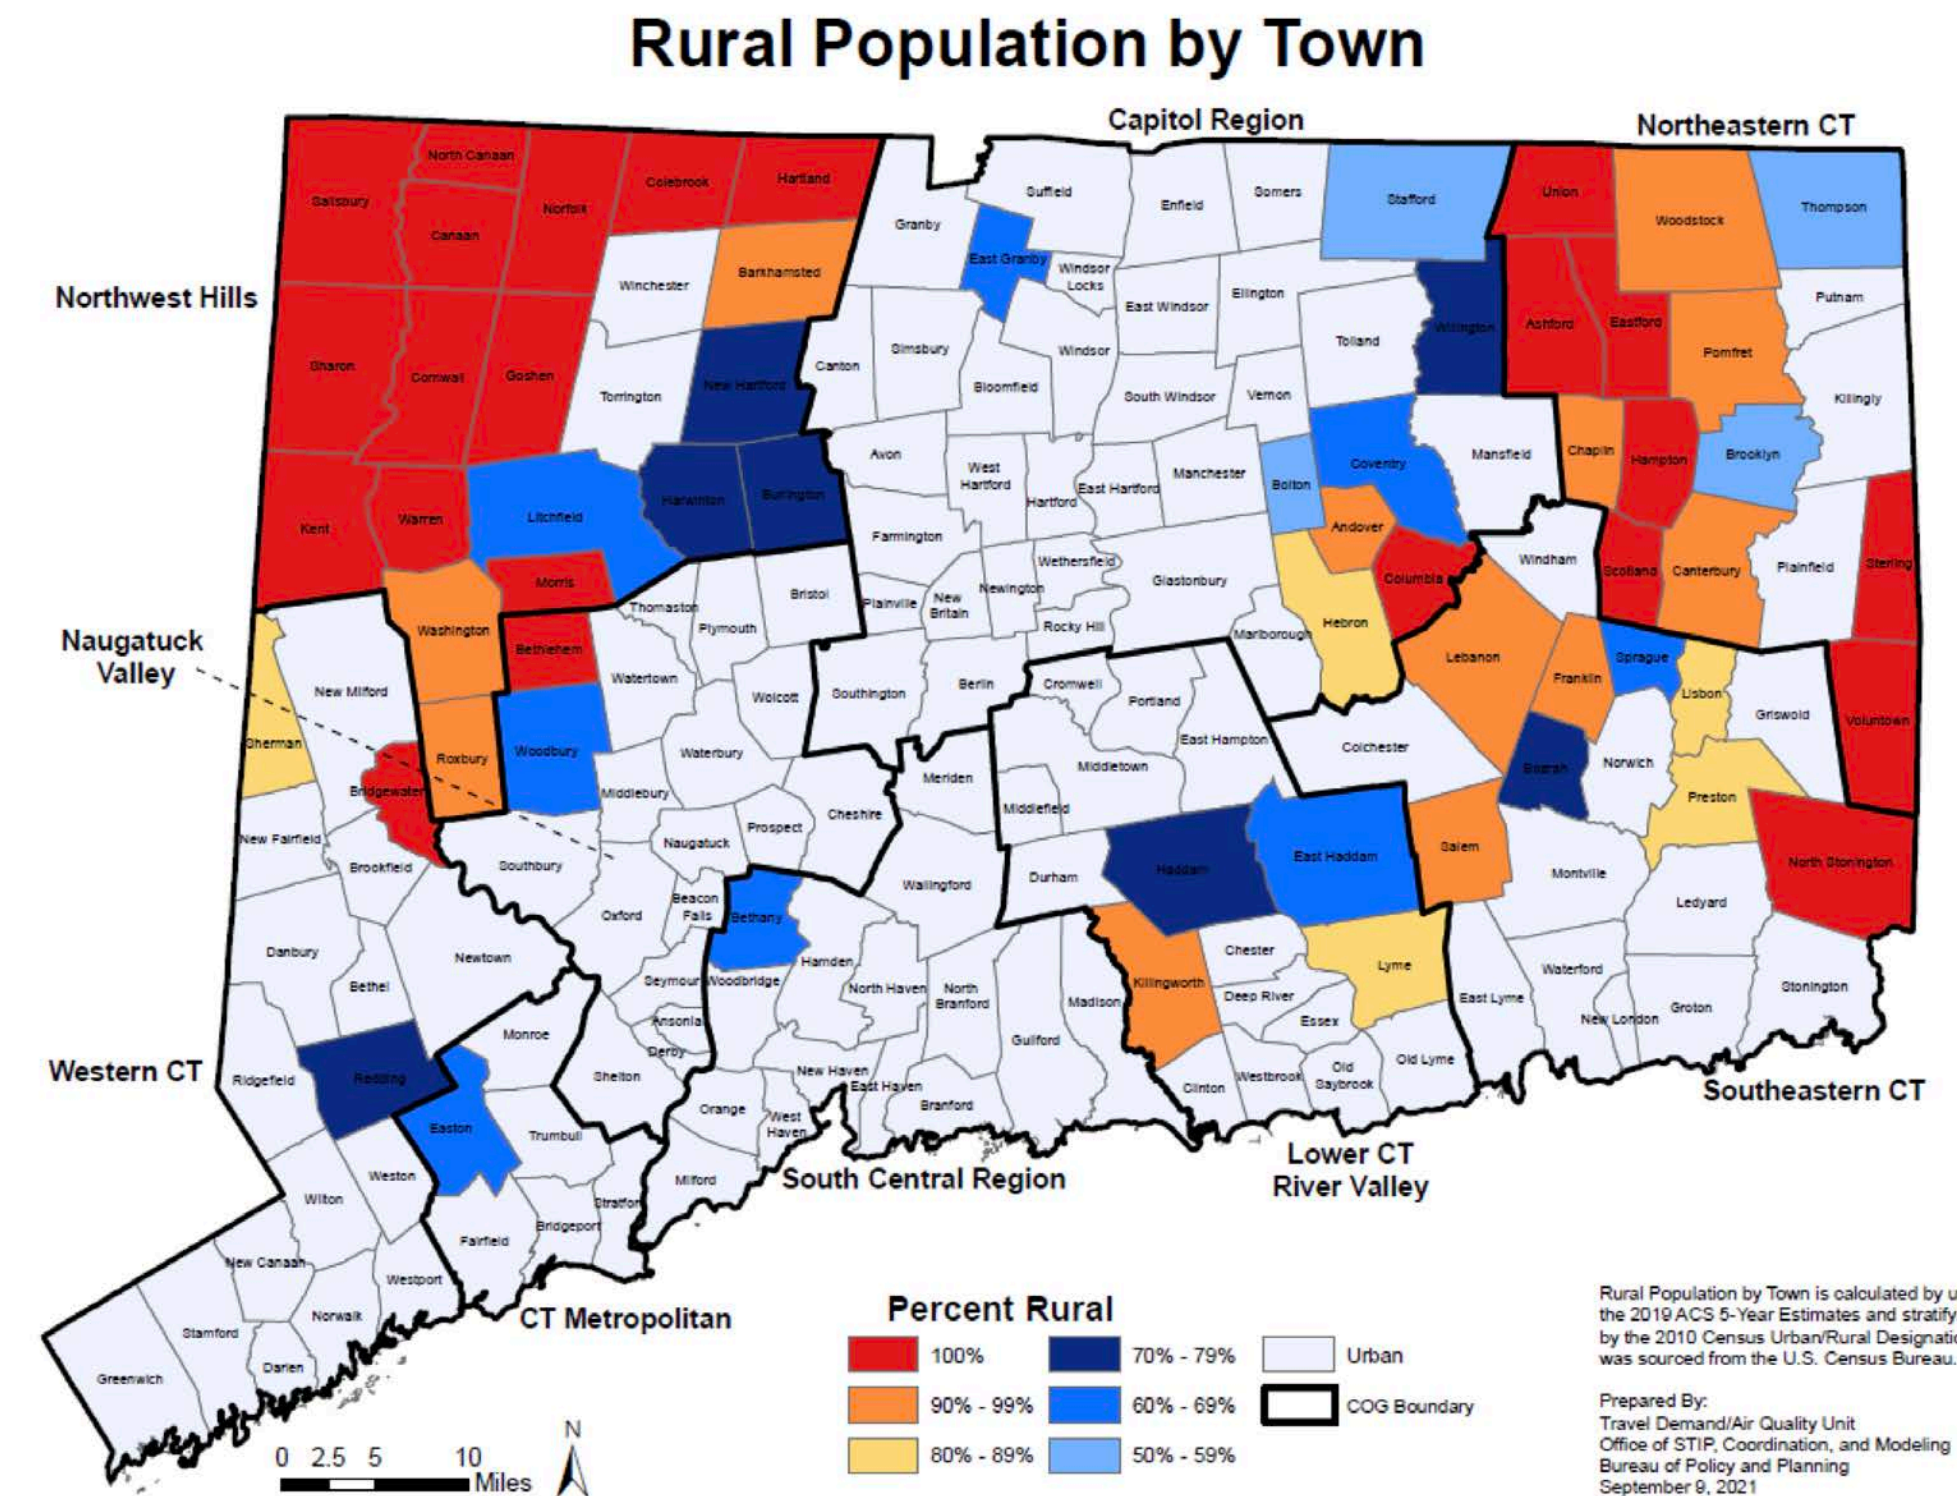 Rural Population by Town
Capitol Region
Northeastern CT
Northwest Hills
Naugatuck
Valley
Western CT
CT Metropolitan
South Central Region
Lower CT
River Valley
Southeastern CT
Salisbury
North Canaan
Canaan
Norfolk
Colebrook
Hartland
Granby
Suffield
Enfield
Somers
Stafford
Union
Woodstock
Thompson
East Granby
Windsor
Locks
Winchester
Barkhamsted
East Windsor
Ellington
Tolland
Willington
Ashford
Eastford
Pomfret
Putnam
Killingly
Sharon
Cornwall
Goshen
Torrington
New Hartford
Canton
Simsbury
Bloomfield
Windsor
South Windsor
Vernon
Coventry
Mansfield
Chaplin
Hampton
Brooklyn
Kent
Warren
Litchfield
Harwinton
Burlington
Avon
West
Hartford
Hartford
East Hartford
Manchester
Bolton
Andover
Columbia
Windham
Scotland
Canterbury
Plainfield
Sterling
Morris
Farmington
Wethersfield
Newington
Glastonbury
Thomaston
Plymouth
Bristol
Plainville
New
Britain
Rocky Hill
Marlborough
Hebron
Lebanon
Franklin
Sprague
Lisbon
Griswold
Voluntown
Washington
Bethlehem
Watertown
Wolcott
Southington
Berlin
Cromwell
Portland
East Hampton
Colchester
Bozrah
Norwich
Preston
North Stonington
New Milford
Sherman
Roxbury
Woodbury
Waterbury
Middlebury
Bridgewater
Meriden
Middletown
Middlefield
Cheshire
Prospect
Naugatuck
New Fairfield
Brookfield
Southbury
Oxford
Beacon
Falls
Bethany
Wallingford
Durham
Haddam
East Haddam
Salem
Montville
Ledyard
Danbury
Bethel
Newtown
Seymour
Woodbridge
Hamden
North Haven
North
Branford
Madison
Killingworth
Chester
Deep River
Essex
Lyme
East Lyme
Waterford
New London
Groton
Stonington
Ridgefield
Redding
Monroe
Ansonia
Derby
Shelton
Orange
New Haven
East Haven
West
Haven
Branford
Guilford
Clinton
Westbrook
Old
Saybrook
Old Lyme
Easton
Trumbull
Milford
Weston
Wilton
Fairfield
Bridgeport
Stratfor
New Canaan
Norwalk
Westport
Stamford
Darien
Greenwich
Percent Rural
100%
90% - 99%
80% - 89%
70% - 79%
60% - 69%
50% - 59%
Urban
COG Boundary
0 2.5 5 10
Miles
N
Rural Population by Town is calculated by u
the 2019 ACS 5-Year Estimates and stratify
by the 2010 Census Urban/Rural Designatio
was sourced from the U.S. Census Bureau.
Prepared By:
Travel Demand/Air Quality Unit
Office of STIP, Coordination, and Modeling
Bureau of Policy and Planning
September 9, 2021